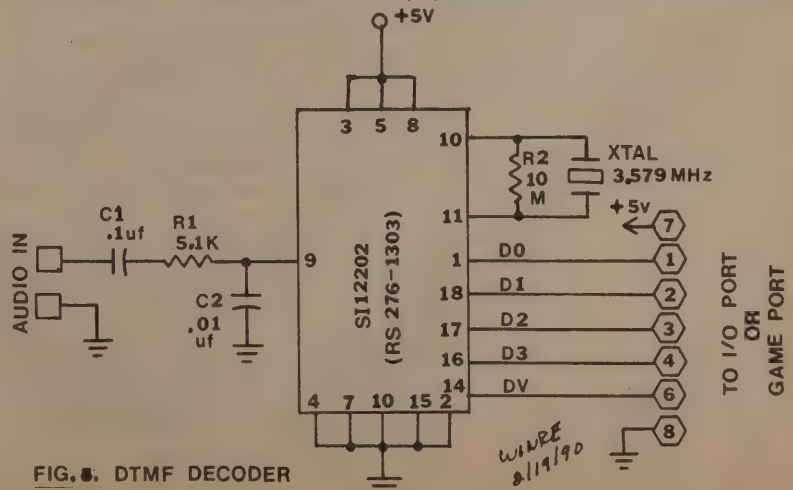 +5V
3 5 8
10
R2
10
M
XTAL
3.579 MHz
+5v
11
7
C1
.1uf
R1
5.1K
9
SI12202
(RS 276-1303)
1 D0 1
18 D1 2
17 D2 3
16 D3 4
14 DV 6
8
AUDIO IN
C2
.01
uf
4 7 10 15 2
TO I/O PORT
OR
GAME PORT
2/19/90
FIG. DTMF DECODER